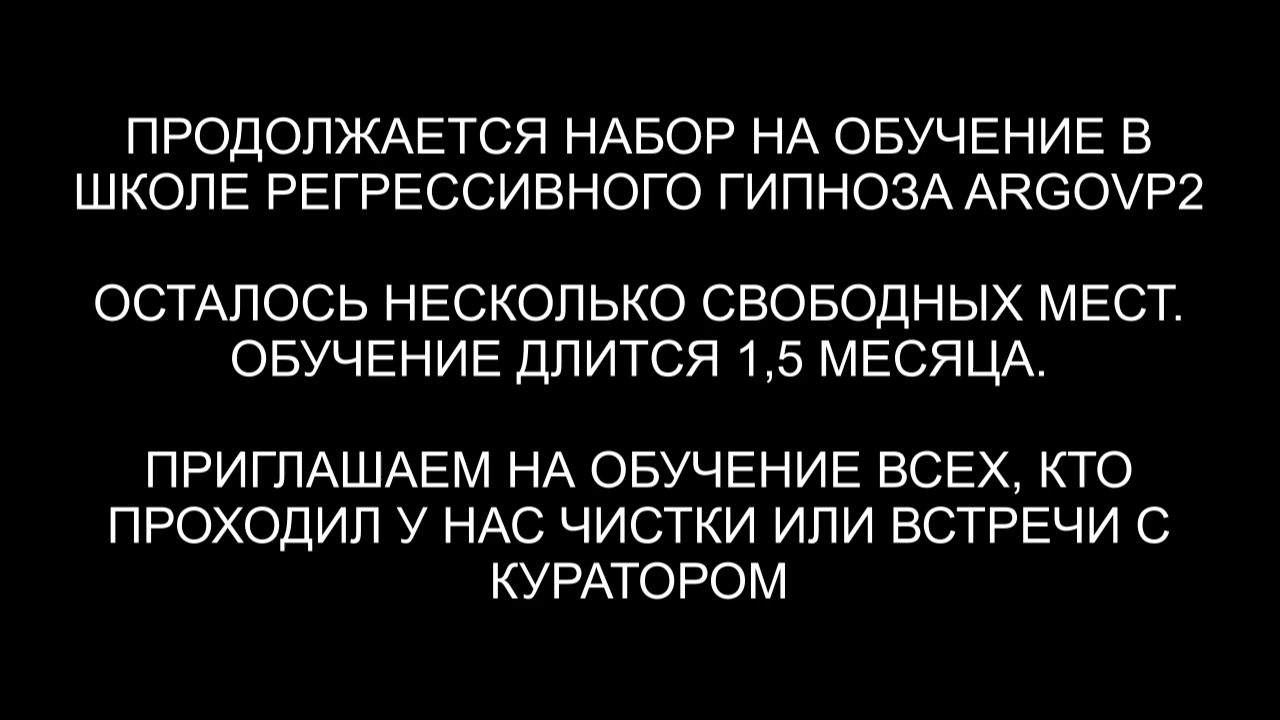 ПРОДОЛЖАЕТСЯ НАБОР НА ОБУЧЕНИЕ В
ШКОЛЕ РЕГРЕССИВНОГО ГИПНОЗА ARGOVP2
ОСТАЛОСЬ НЕСКОЛЬКО СВОБОДНЫХ МЕСТ.
ОБУЧЕНИЕ ДЛИТСЯ 1,5 МЕСЯЦА.
ПРИГЛАШАЕМ НА ОБУЧЕНИЕ ВСЕХ, КТО
ПРОХОДИЛ У НАС ЧИСТКИ ИЛИ ВСТРЕЧИ С
КУРАТОРОМ